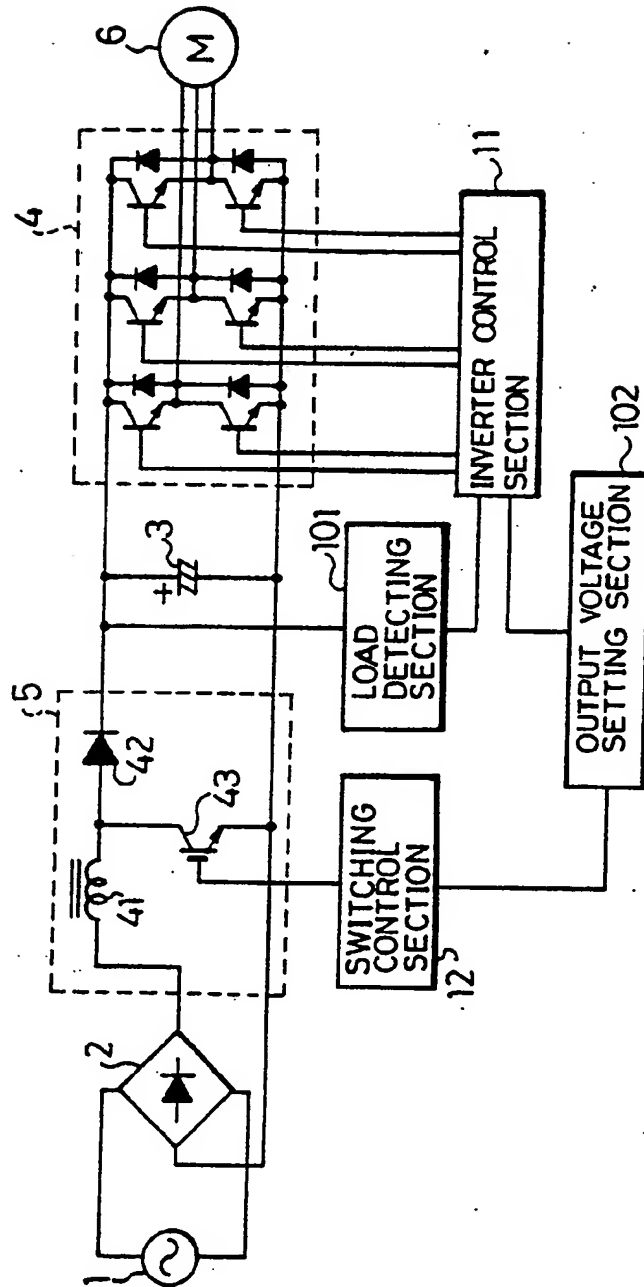 1
2
5
41
42
43
+
3
4
6
M
12
SWITCHING
CONTROL
SECTION
101
LOAD
DETECTING
SECTION
11
INVERTER CONTROL
SECTION
102
OUTPUT VOLTAGE
SETTING SECTION